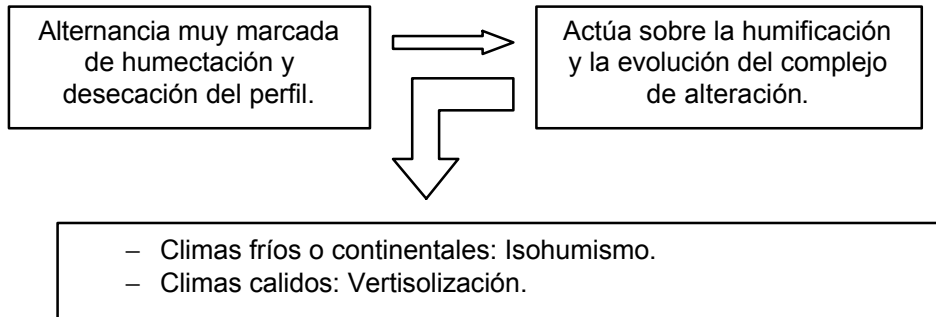 Alternancia muy marcada
de humectación y
desecación del perfil.
Actúa sobre la humificación
y la evolución del complejo
de alteración.
– Climas fríos o continentales: Isohumismo.
– Climas calidos: Vertisolización.